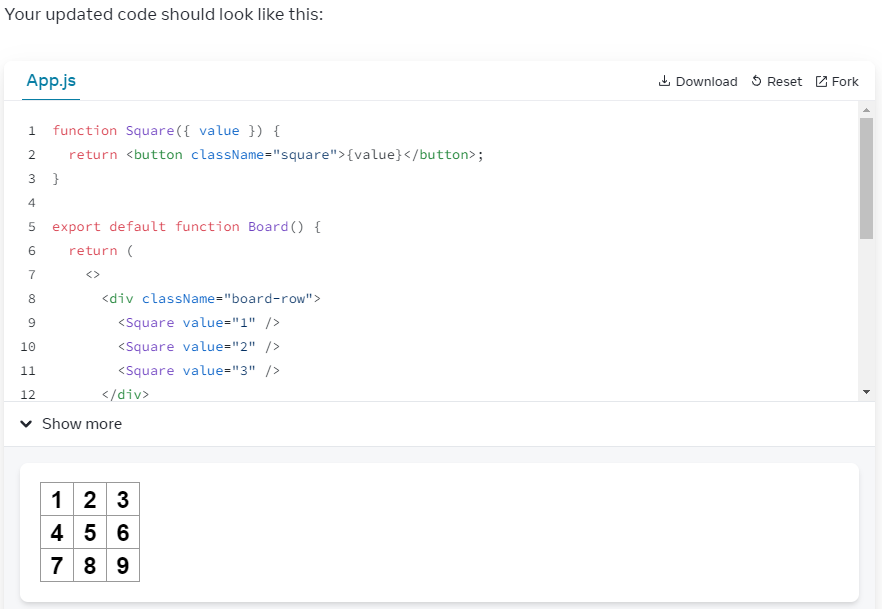 Your updated code should look like this:
App.js
Download Reset Fork
1 function Square({ value }) {
2   return <button className="square">{value}</button>;
3 }
4
5 export default function Board() {
6   return (
7     <>
8       <div className="board-row">
9         <Square value="1" />
10         <Square value="2" />
11         <Square value="3" />
12       </div>
Show more
1 2 3
4 5 6
7 8 9